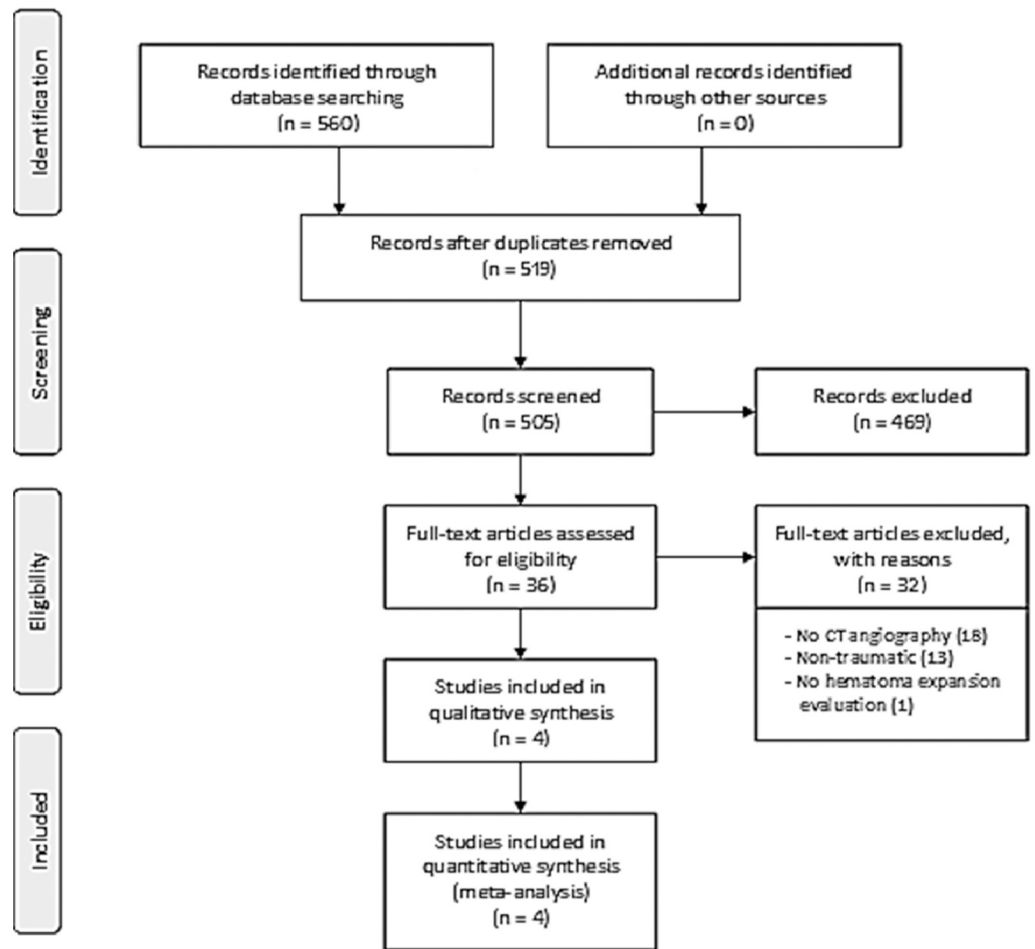 Identification
Records identified through
database searching
(n = 560)
Additional records identified
through other sources
(n = 0)
Screening
Records after duplicates removed
(n = 519)
Records screened
(n = 505)
Records excluded
(n = 469)
Eligibility
Full-text articles assessed
for eligibility
(n = 36)
Full-text articles excluded,
with reasons
(n = 32)
- No CT angiography (18)
- Non-traumatic (13)
- No hematoma expansion
evaluation (1)
Studies included in
qualitative synthesis
(n = 4)
Included
Studies included in
quantitative synthesis
(meta-analysis)
(n = 4)